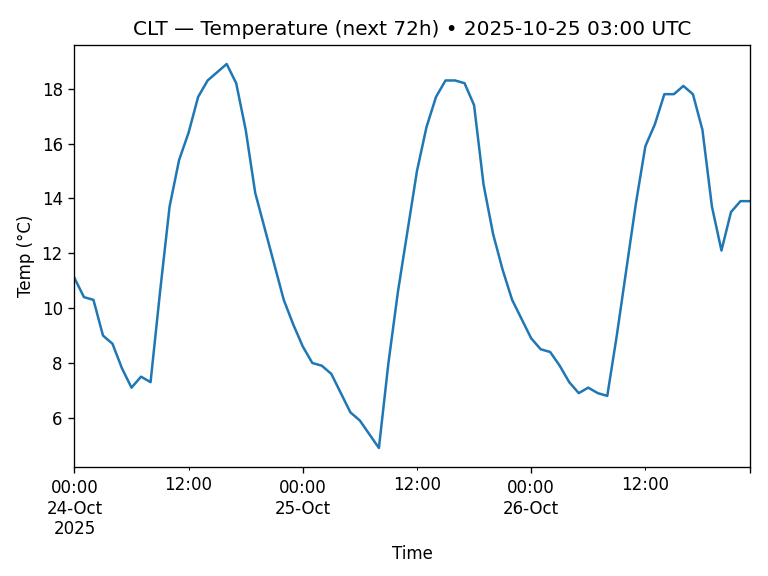 CLT — Temperature (next 72h) • 2025-10-25 03:00 UTC
Temp (°C)
18
16
14
12
10
8
6
00:00 12:00 00:00 12:00 00:00 12:00
24-Oct 25-Oct 26-Oct
2025
Time